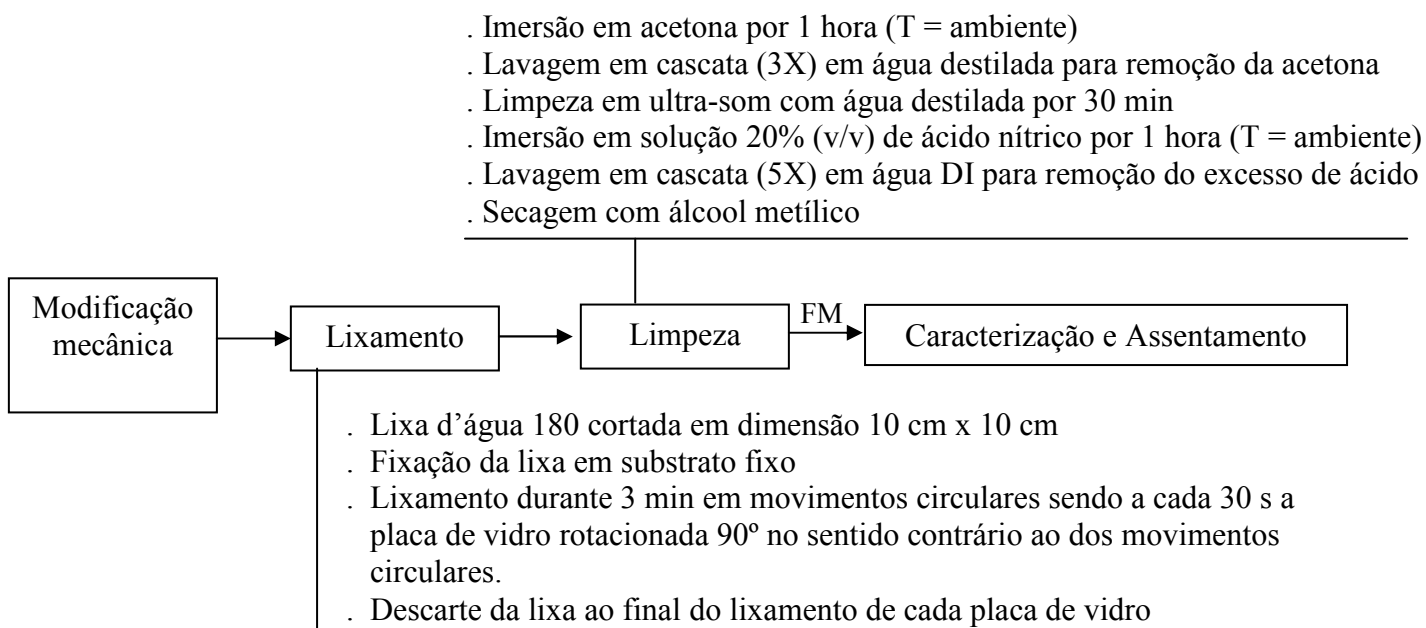 . Imersão em acetona por 1 hora (T = ambiente)
. Lavagem em cascata (3X) em água destilada para remoção da acetona
. Limpeza em ultra-som com água destilada por 30 min
. Imersão em solução 20% (v/v) de ácido nítrico por 1 hora (T = ambiente)
. Lavagem em cascata (5X) em água DI para remoção do excesso de ácido
. Secagem com álcool metílico
Modificação
mecânica
Lixamento
Limpeza
FM
Caracterização e Assentamento
. Lixa d’água 180 cortada em dimensão 10 cm x 10 cm
. Fixação da lixa em substrato fixo
. Lixamento durante 3 min em movimentos circulares sendo a cada 30 s a
placa de vidro rotacionada 90º no sentido contrário ao dos movimentos
circulares.
. Descarte da lixa ao final do lixamento de cada placa de vidro